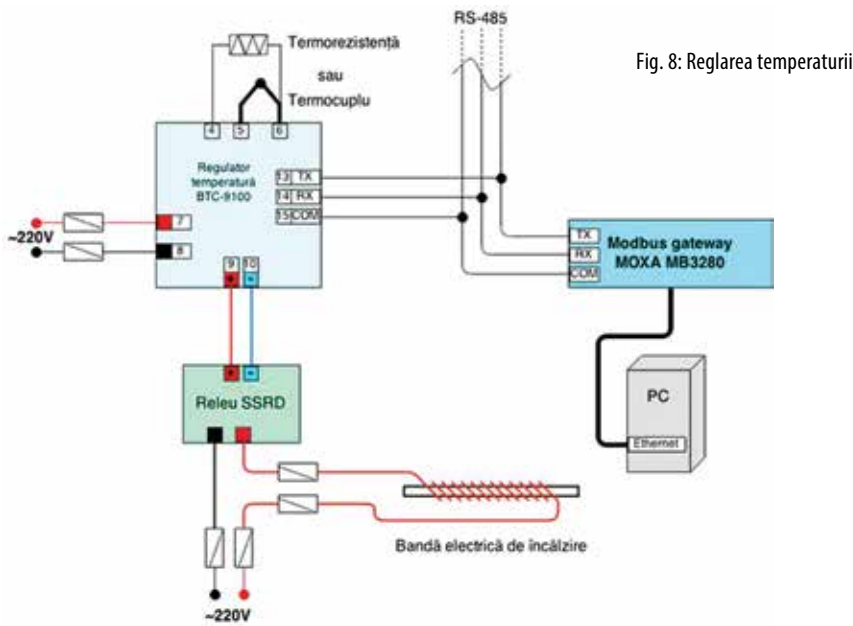 RS-485
Fig. 8: Reglarea temperaturii
Termorezistență
sau
Termocuplu
4
5
6
Regulator
temperatură
BTC-9100
13 TX
14 RX
15 COM
7
8
~220V
9
10
TX
RX
COM
Modbus gateway
MOXA MB3280
PC
Ethernet
Releu SSRD
Bandă electrică de încălzire
~220V